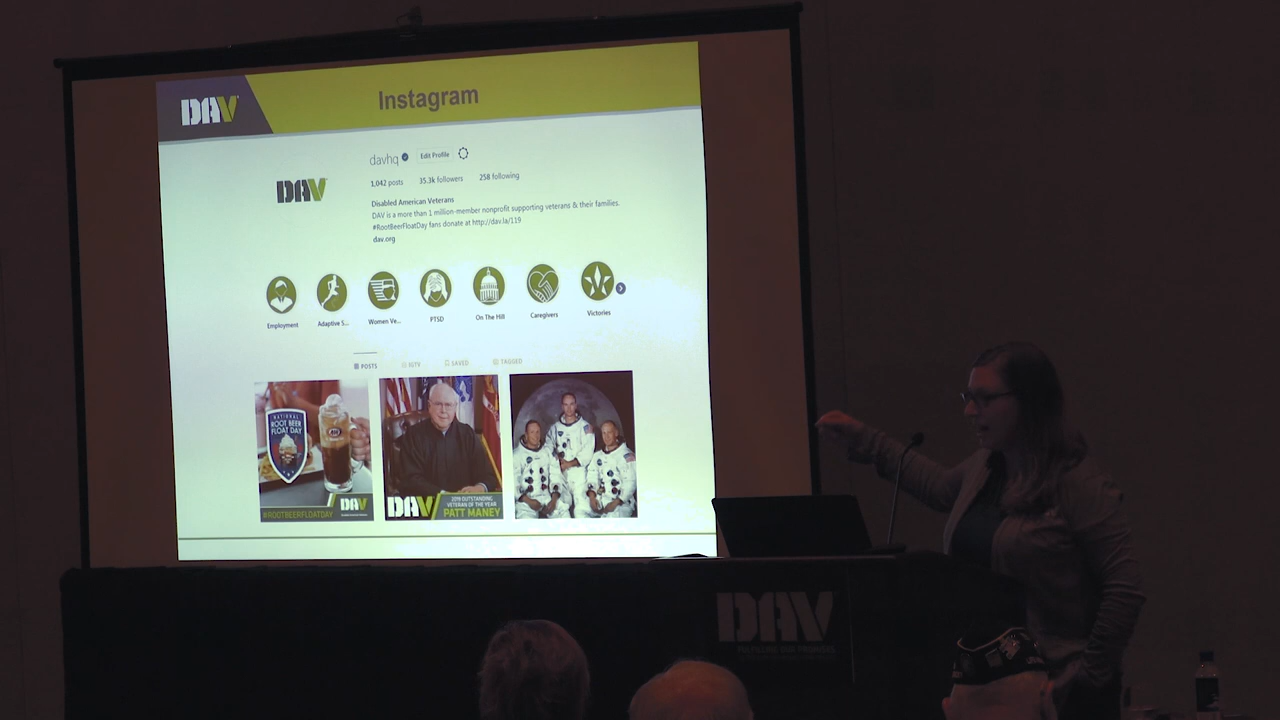 DAV
Instagram
davhq
Edit Profile
1,042 posts 35.3k followers 258 following
DAV
Disabled American Veterans
DAV is a more than 1 million-member nonprofit supporting veterans & their families.
#RootBeerFloatDay fans donate at http://dav.la/119
dav.org
Employment Adaptive S... Women Ve... PTSD On The Hill Caregivers Victories
POSTS IGTV SAVED TAGGED
NATIONAL
ROOT BEER
FLOAT DAY
A&W
#ROOTBEERFLOATDAY
DAV
DAV
2019 OUTSTANDING
VETERAN OF THE YEAR
PATT MANEY
DAV